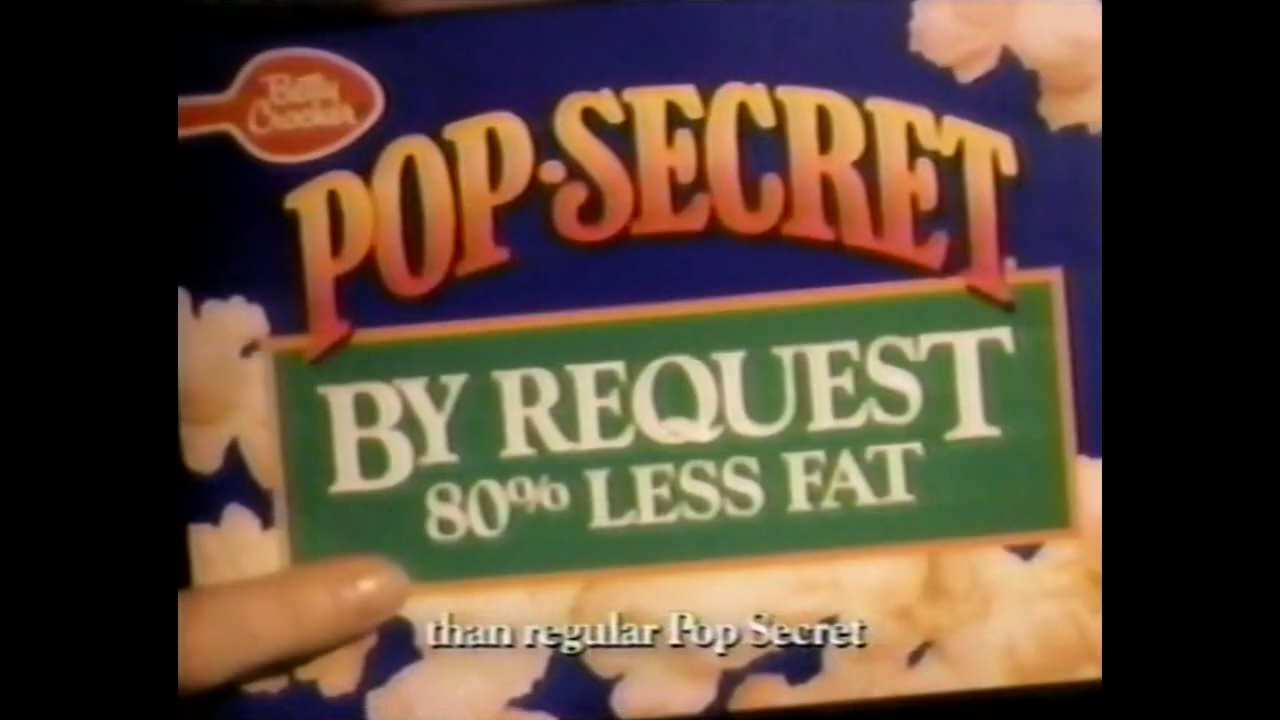 Betty
Crocker
POP·SECRET
BY REQUEST
80% LESS FAT
than regular Pop Secret